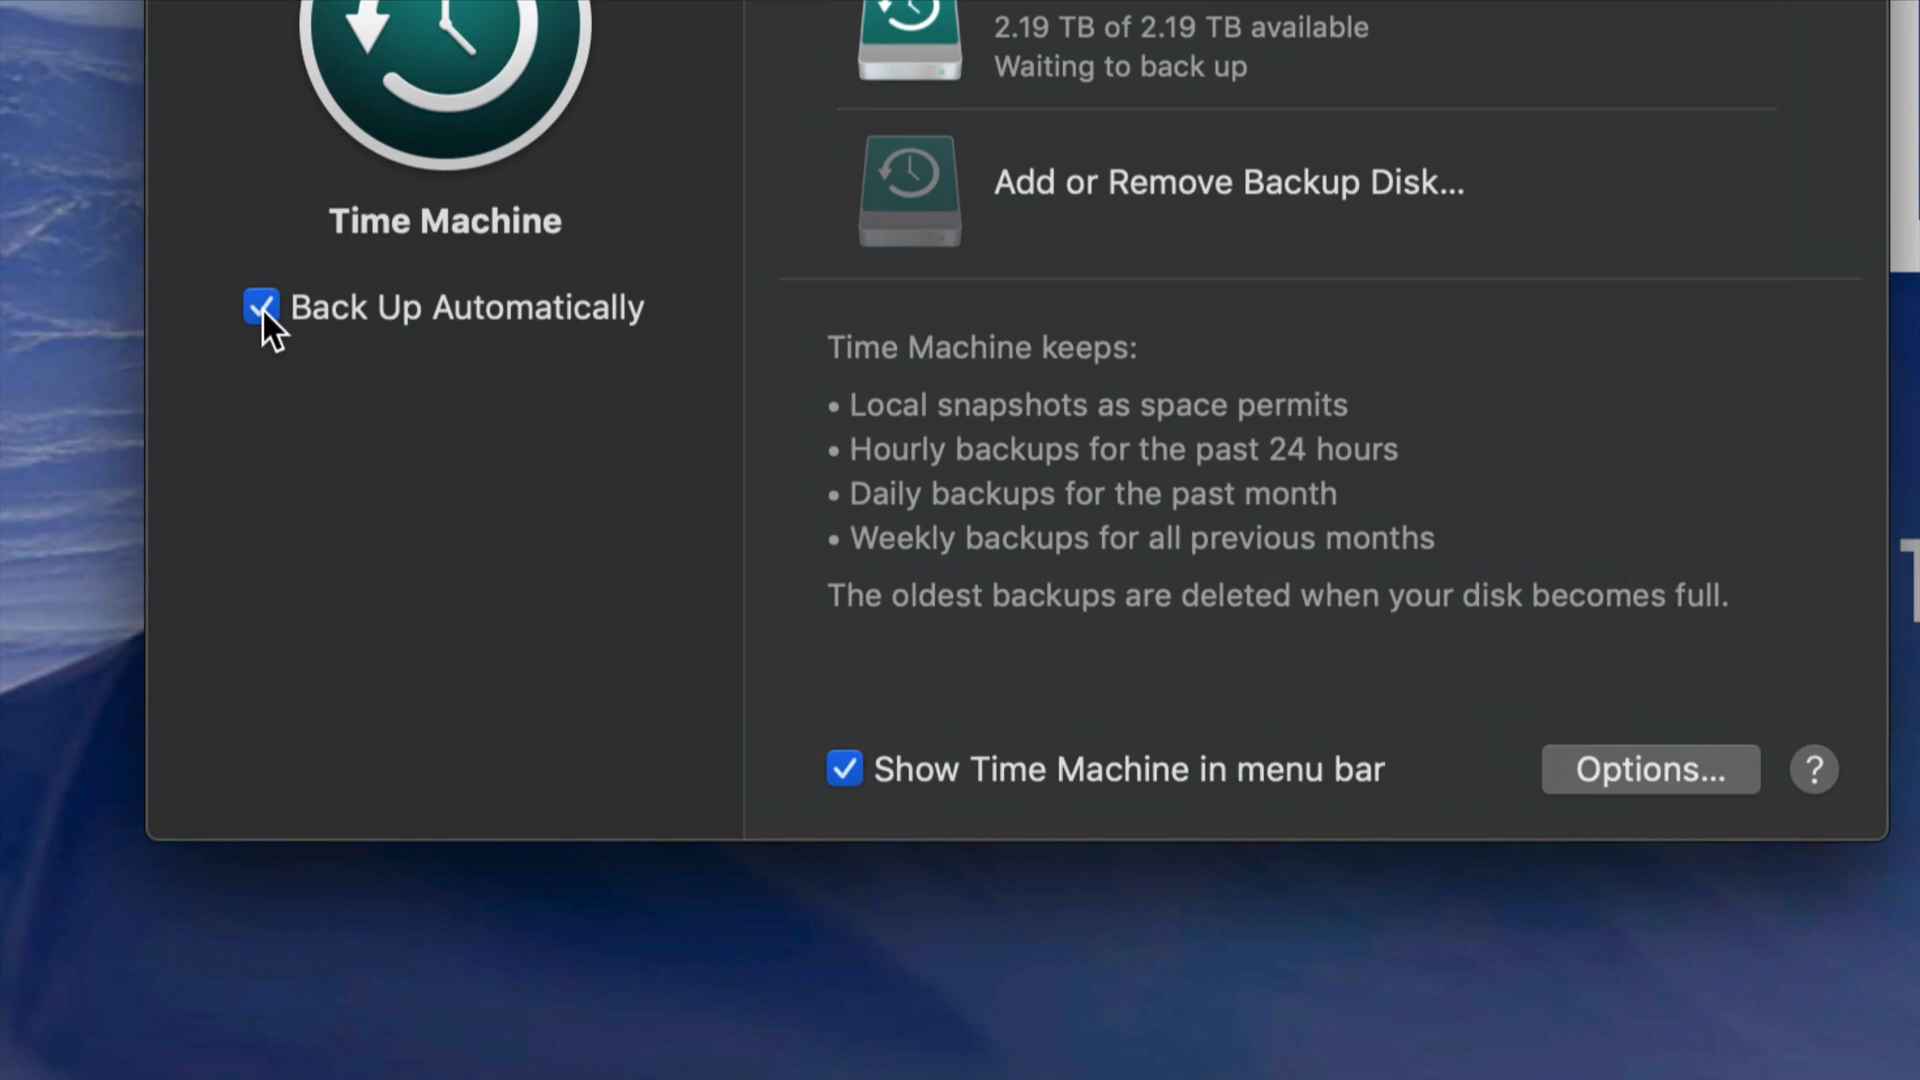 2.19 TB of 2.19 TB available
Waiting to back up
Add or Remove Backup Disk...
Time Machine
Back Up Automatically
Time Machine keeps:
• Local snapshots as space permits
• Hourly backups for the past 24 hours
• Daily backups for the past month
• Weekly backups for all previous months
The oldest backups are deleted when your disk becomes full.
Show Time Machine in menu bar
Options...
?